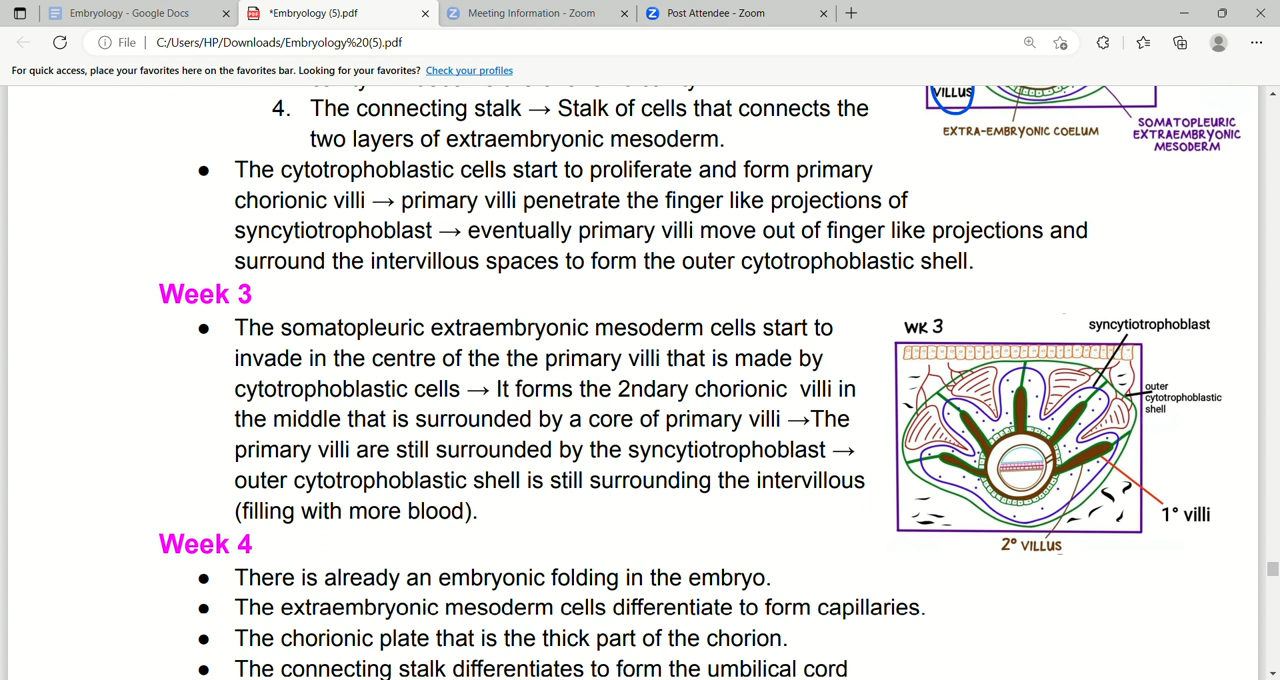 Embryology - Google Docs
*Embryology (5).pdf
Meeting Information - Zoom
Post Attendee - Zoom
File
C:/Users/HP/Downloads/Embryology%20(5).pdf
For quick access, place your favorites here on the favorites bar. Looking for your favorites? Check your profiles
4. The connecting stalk → Stalk of cells that connects the
two layers of extraembryonic mesoderm.
● The cytotrophoblastic cells start to proliferate and form primary
chorionic villi → primary villi penetrate the finger like projections of
syncytiotrophoblast → eventually primary villi move out of finger like projections and
surround the intervillous spaces to form the outer cytotrophoblastic shell.
VILLUS
EXTRA-EMBRYONIC COELUM
SOMATOPLEURIC
EXTRAEMBRYONIC
MESODERM
Week 3
● The somatopleuric extraembryonic mesoderm cells start to
invade in the centre of the the primary villi that is made by
cytotrophoblastic cells → It forms the 2ndary chorionic villi in
the middle that is surrounded by a core of primary villi →The
primary villi are still surrounded by the syncytiotrophoblast →
outer cytotrophoblastic shell is still surrounding the intervillous
(filling with more blood).
WK 3
syncytiotrophoblast
outer
cytotrophoblastic
shell
1° villi
2° VILLUS
Week 4
● There is already an embryonic folding in the embryo.
● The extraembryonic mesoderm cells differentiate to form capillaries.
● The chorionic plate that is the thick part of the chorion.
● The connecting stalk differentiates to form the umbilical cord